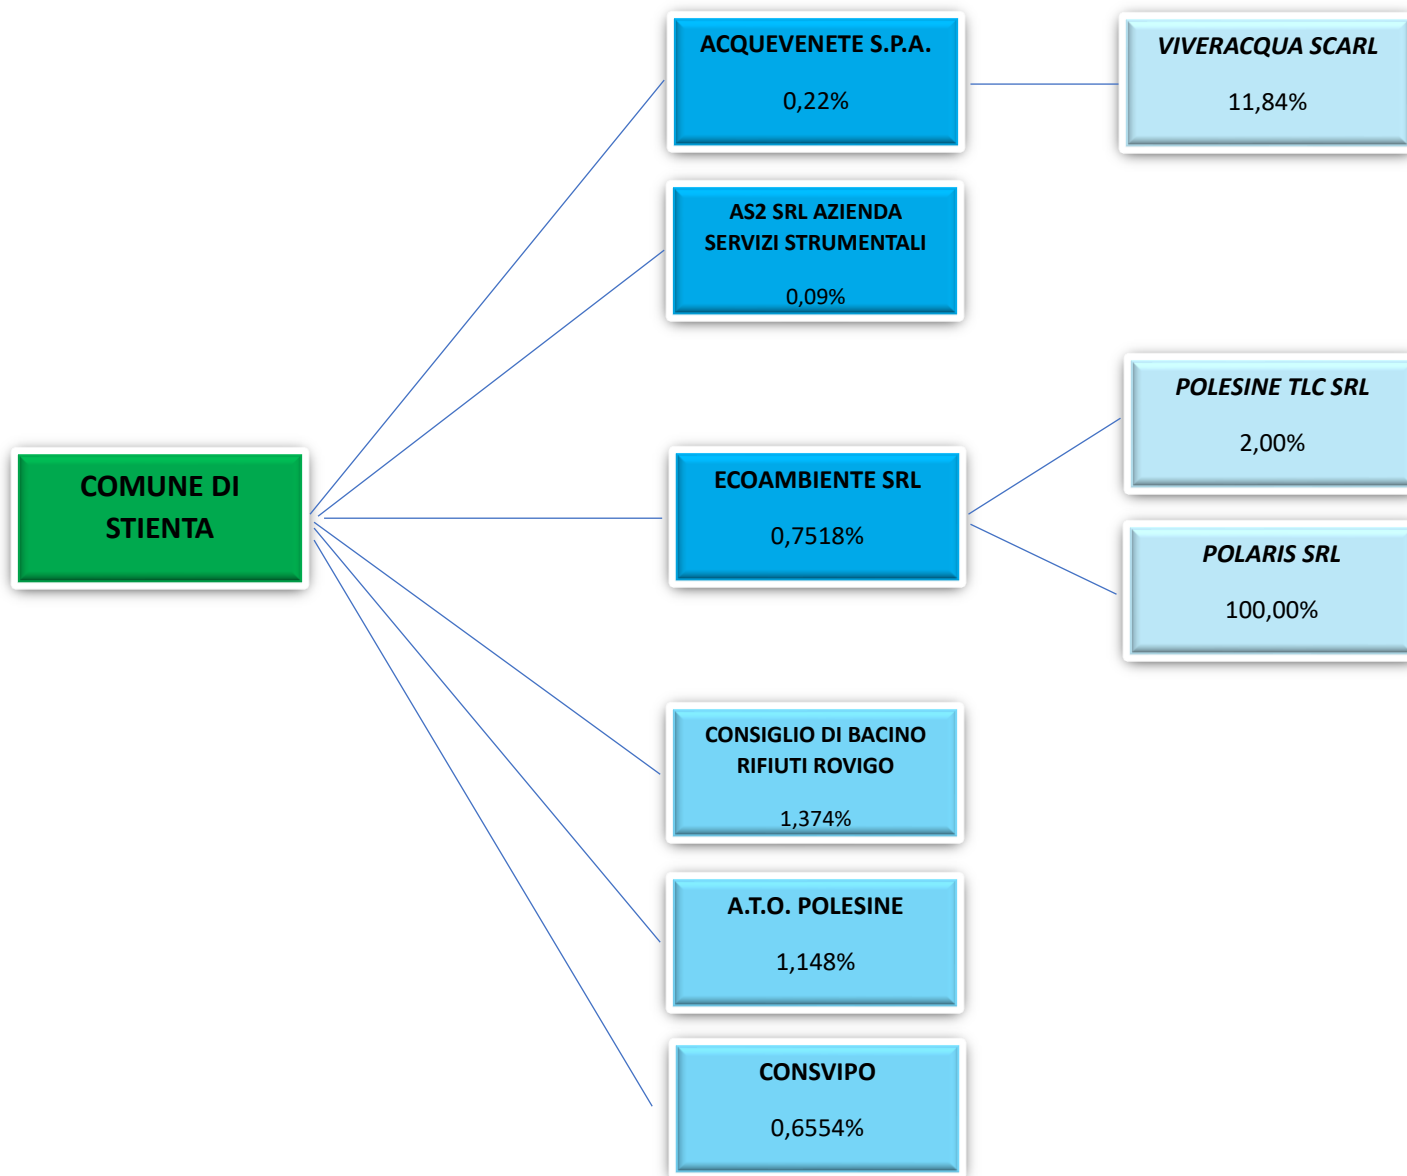 ACQUEVENETE S.P.A.
0,22%
VIVERACQUA SCARL
11,84%
AS2 SRL AZIENDA
SERVIZI STRUMENTALI
0,09%
POLESINE TLC SRL
2,00%
COMUNE DI
STIENTA
ECOAMBIENTE SRL
0,7518%
POLARIS SRL
100,00%
CONSIGLIO DI BACINO
RIFIUTI ROVIGO
1,374%
A.T.O. POLESINE
1,148%
CONSVIPO
0,6554%